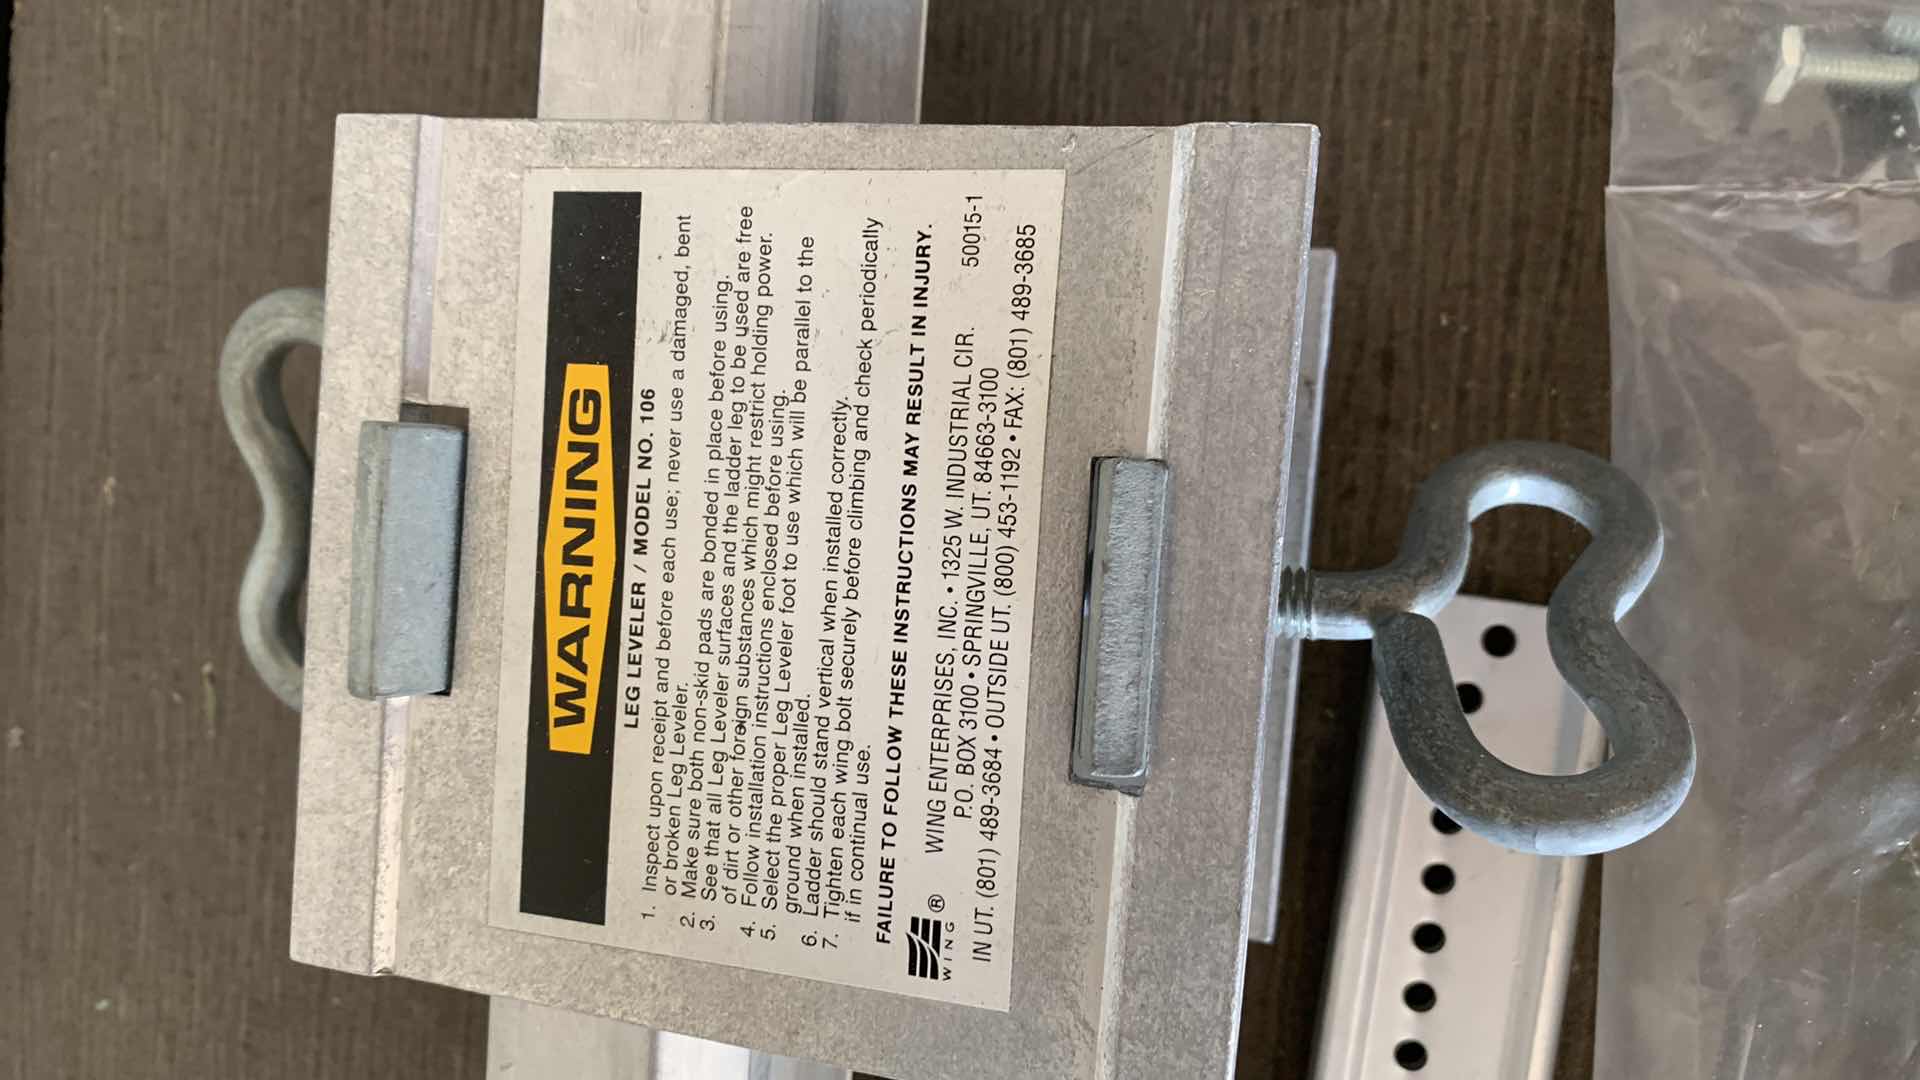 WARNING
LEG LEVELER / MODEL NO. 106
1. Inspect upon receipt and before each use; never use a damaged, bent
or broken Leg Leveler.
2. Make sure both non-skid pads are bonded in place before using.
3. See that all Leg Leveler surfaces and the ladder leg to be used are free
of dirt or other foreign substances which might restrict holding power.
4. Follow installation instructions enclosed before using.
5. Select the proper Leg Leveler foot to use which will be parallel to the
ground when installed.
6. Ladder should stand vertical when installed correctly.
7. Tighten each wing bolt securely before climbing and check periodically
if in continual use.
FAILURE TO FOLLOW THESE INSTRUCTIONS MAY RESULT IN INJURY.
WING ®
WING ENTERPRISES, INC. • 1325 W. INDUSTRIAL CIR. 50015-1
P.O. BOX 3100 • SPRINGVILLE, UT. 84663-3100
IN UT. (801) 489-3684 • OUTSIDE UT. (800) 453-1192 • FAX: (801) 489-3685